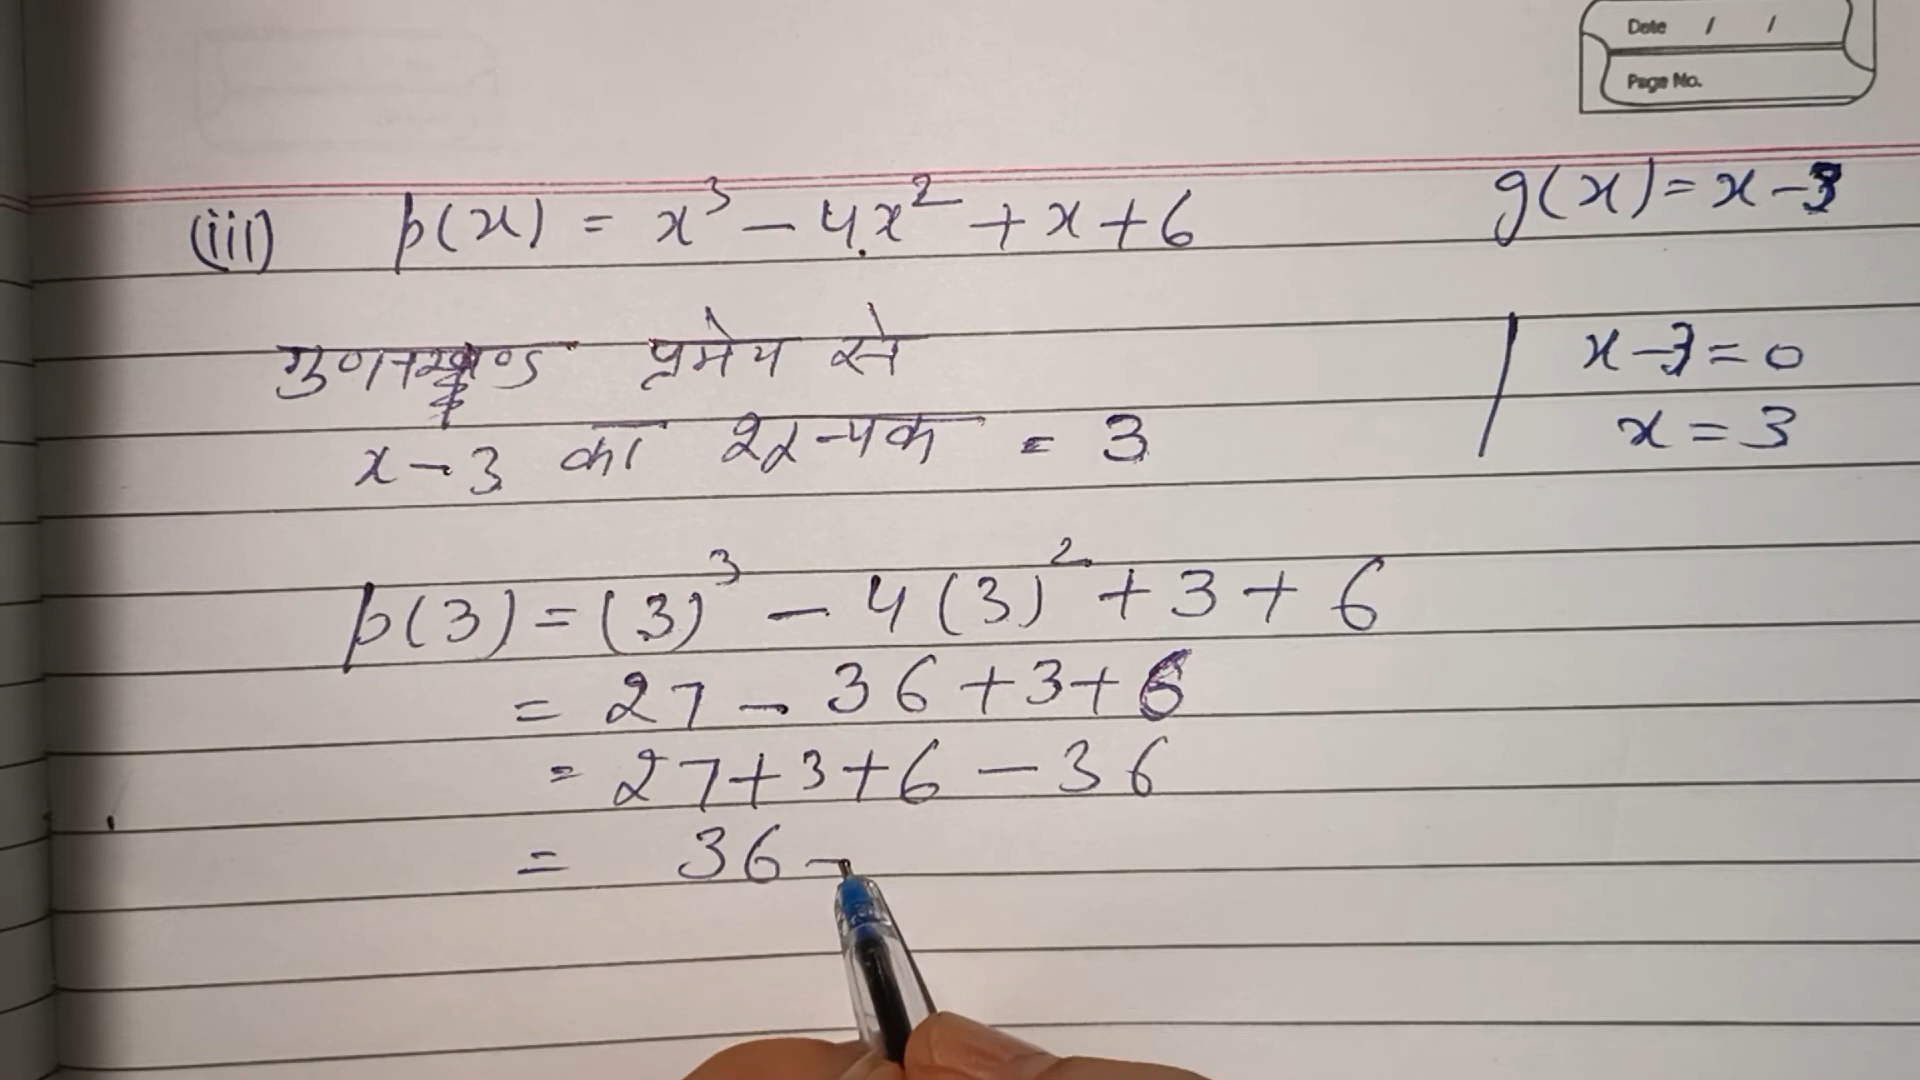 Date / /
Page No.
(iii) p(x) = x³ - 4x² + x + 6
g(x) = x - 3
गुणनखण्ड प्रमेय से
x - 3 = 0
x - 3 का शून्यक = 3
x = 3
p(3) = (3)³ - 4(3)² + 3 + 6
= 27 - 36 + 3 + 6
= 27 + 3 + 6 - 36
= 36 -